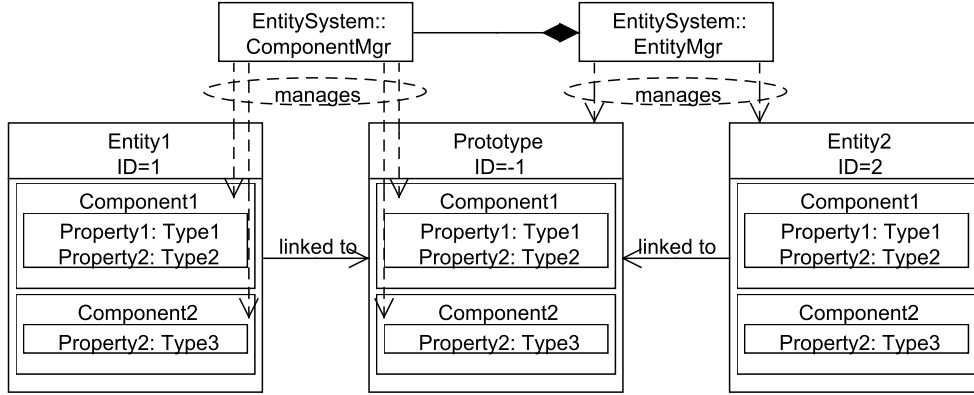 EntitySystem::
ComponentMgr
EntitySystem::
EntityMgr
manages
manages
Entity1
ID=1
Prototype
ID=-1
Entity2
ID=2
Component1
Property1: Type1
Property2: Type2
Component2
Property2: Type3
linked to
Component1
Property1: Type1
Property2: Type2
Component2
Property2: Type3
linked to
Component1
Property1: Type1
Property2: Type2
Component2
Property2: Type3